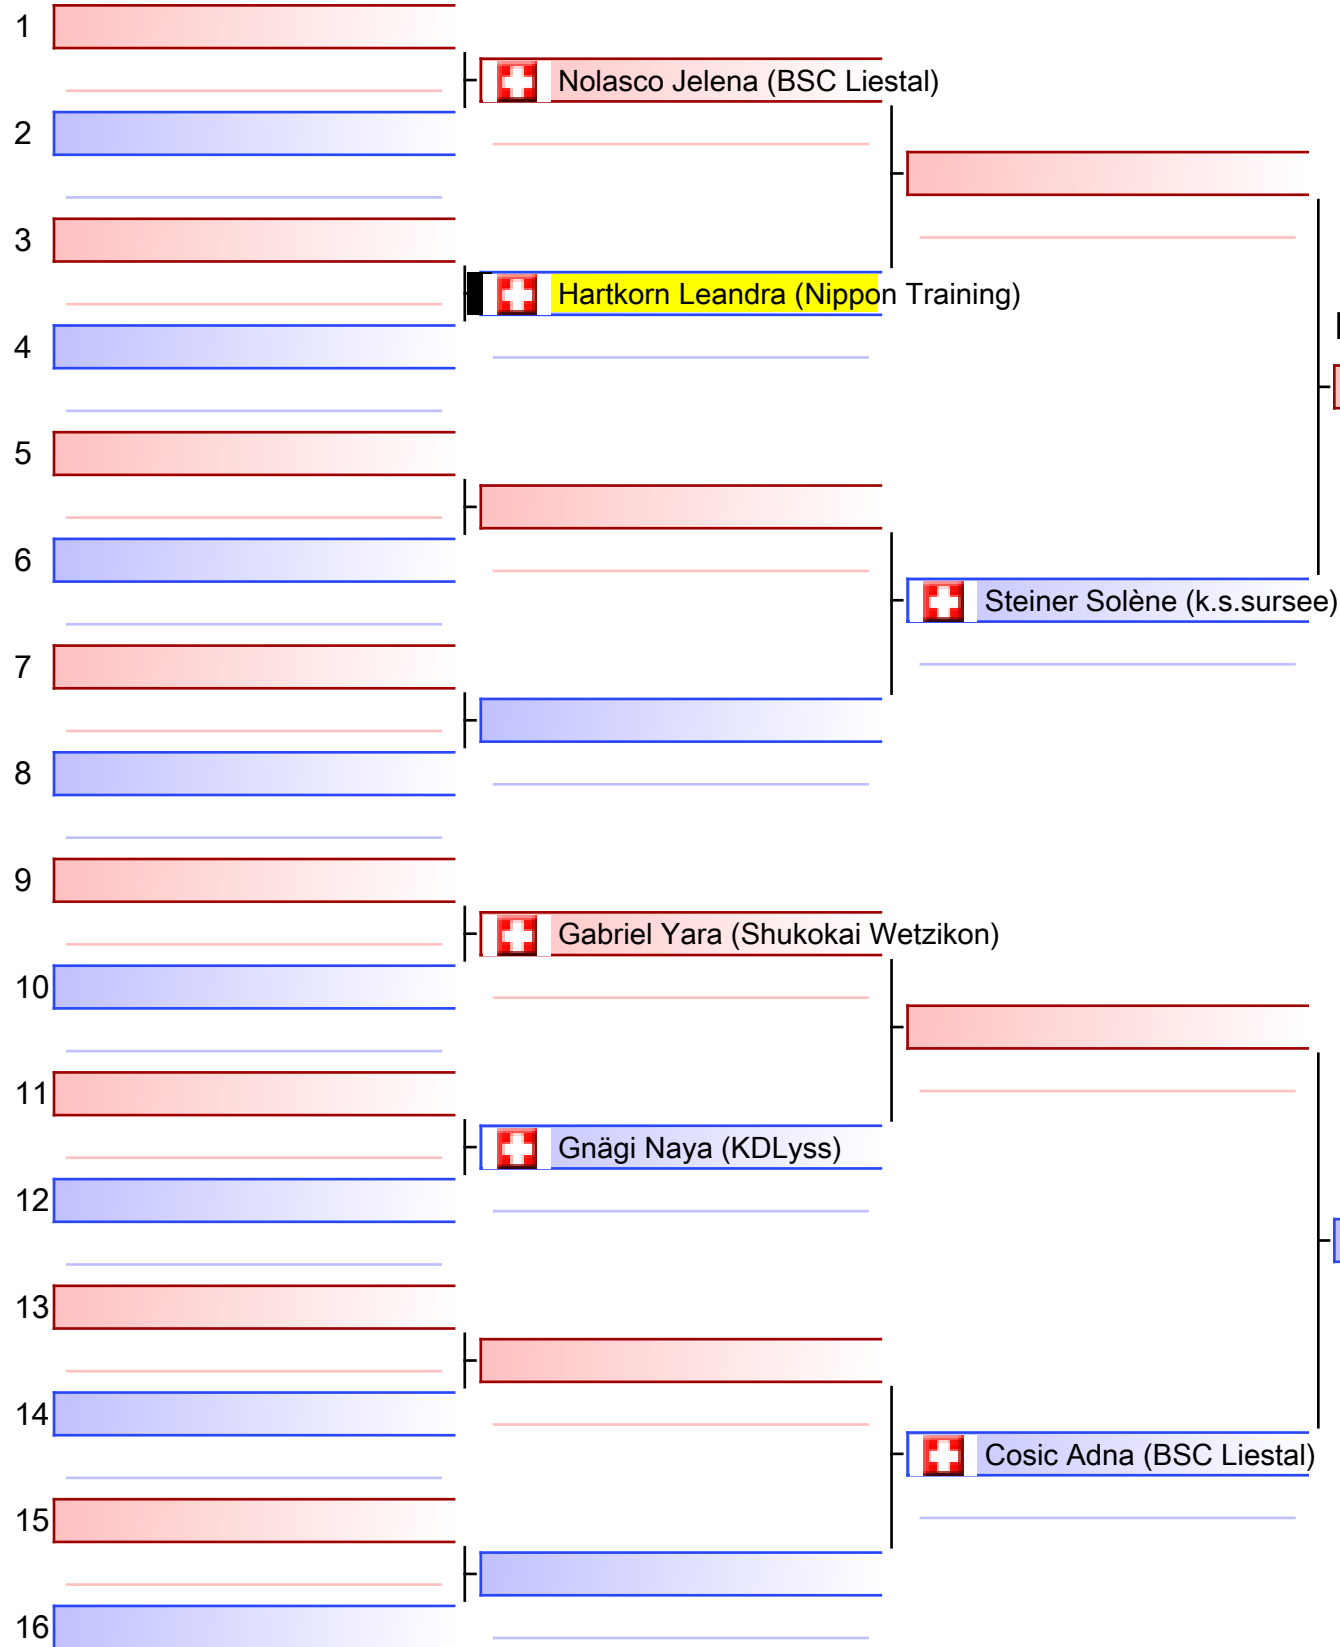 1
Nolasco Jelena (BSC Liestal)
2
3
Hartkorn Leandra (Nippon Training)
4
5
6
Steiner Solène (k.s.sursee)
7
8
9
Gabriel Yara (Shukokai Wetzikon)
10
11
Gnägi Naya (KDLyss)
12
13
14
Cosic Adna (BSC Liestal)
15
16